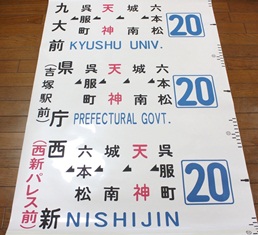 九大前
呉服町 天神 城南 六本松
20
KYUSHU UNIV.
県庁
(吉塚駅前)
呉服町 天神 城南 六本松
20
PREFECTURAL GOVT.
西新
(西新パレス前)
六本松 城南 天神 呉服町
20
NISHIJIN